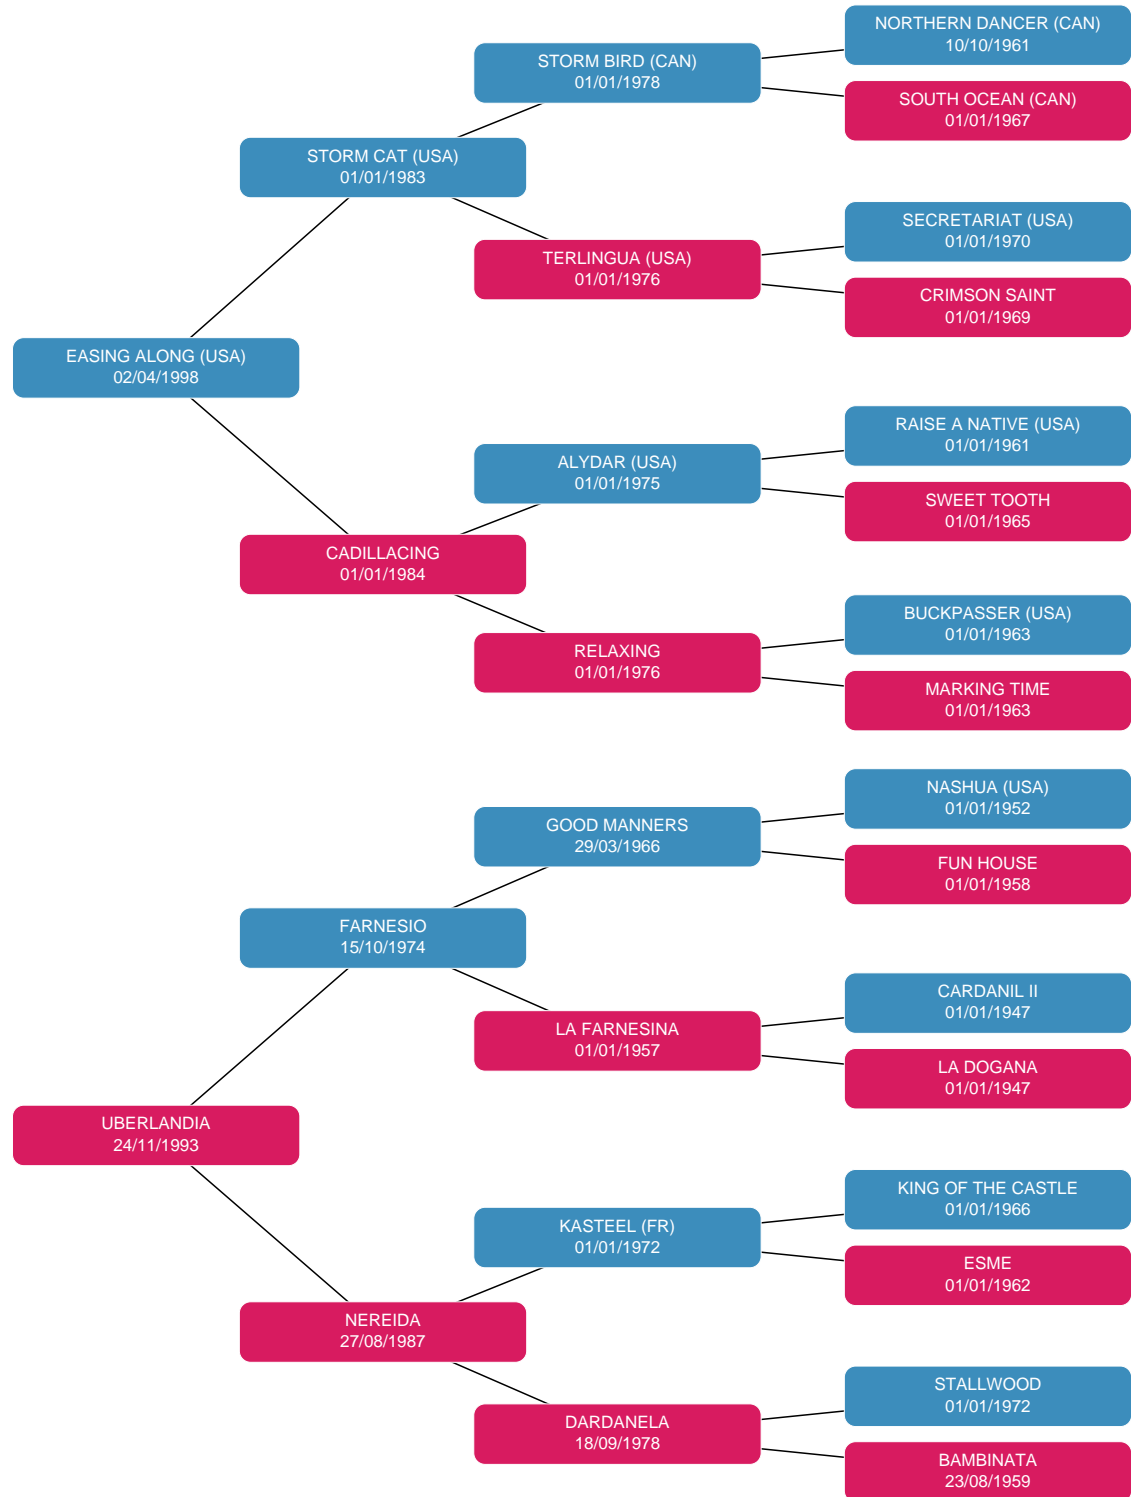 NORTHERN DANCER (CAN)
10/10/1961
STORM BIRD (CAN)
01/01/1978
SOUTH OCEAN (CAN)
01/01/1967
STORM CAT (USA)
01/01/1983
SECRETARIAT (USA)
01/01/1970
TERLINGUA (USA)
01/01/1976
CRIMSON SAINT
01/01/1969
EASING ALONG (USA)
02/04/1998
RAISE A NATIVE (USA)
01/01/1961
ALYDAR (USA)
01/01/1975
SWEET TOOTH
01/01/1965
CADILLACING
01/01/1984
BUCKPASSER (USA)
01/01/1963
RELAXING
01/01/1976
MARKING TIME
01/01/1963
NASHUA (USA)
01/01/1952
GOOD MANNERS
29/03/1966
FUN HOUSE
01/01/1958
FARNESIO
15/10/1974
CARDANIL II
01/01/1947
LA FARNESINA
01/01/1957
LA DOGANA
01/01/1947
UBERLANDIA
24/11/1993
KING OF THE CASTLE
01/01/1966
KASTEEL (FR)
01/01/1972
ESME
01/01/1962
NEREIDA
27/08/1987
STALLWOOD
01/01/1972
DARDANELA
18/09/1978
BAMBINATA
23/08/1959